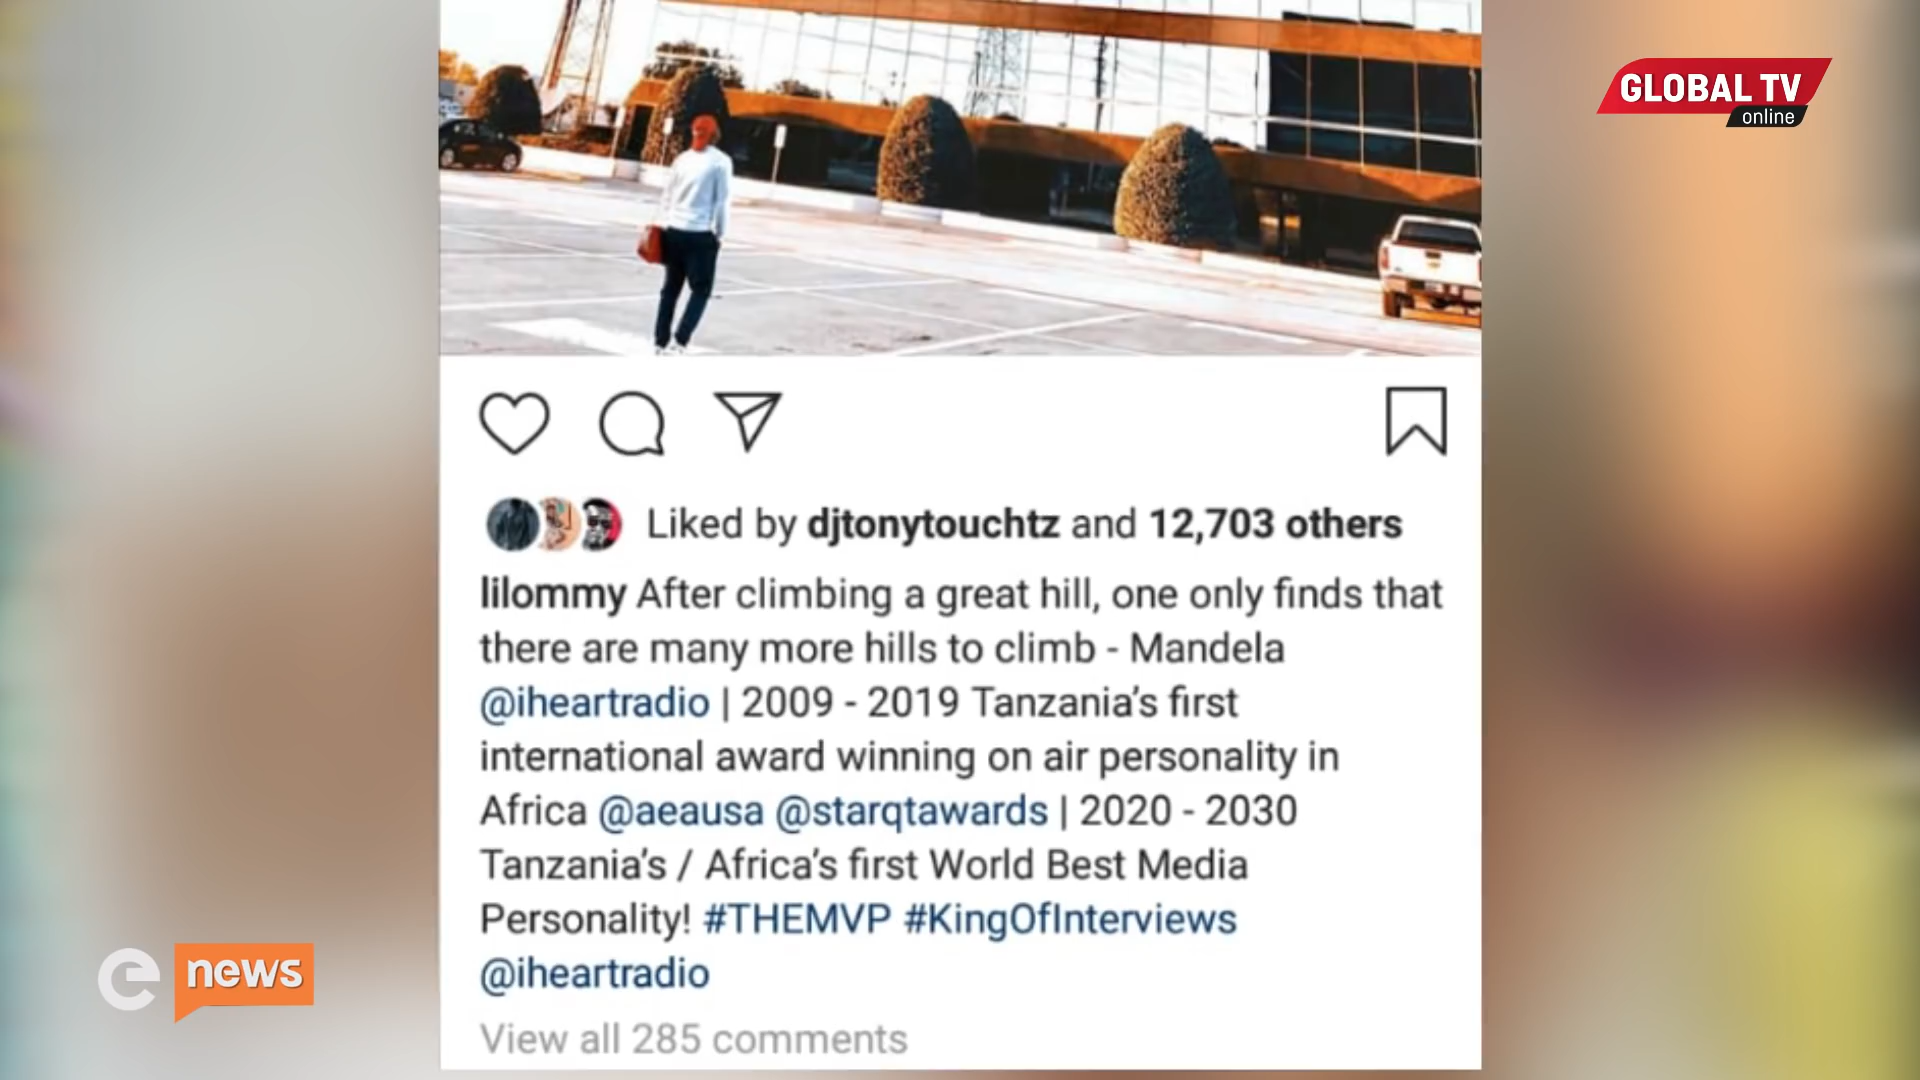 GLOBAL TV
online
Liked by djtonytouchtz and 12,703 others
lilommy After climbing a great hill, one only finds that
there are many more hills to climb - Mandela
@iheartradio | 2009 - 2019 Tanzania's first
international award winning on air personality in
Africa @aeausa @starqtawards | 2020 - 2030
Tanzania's / Africa's first World Best Media
Personality! #THEMVP #KingOfInterviews
@iheartradio
View all 285 comments
e news